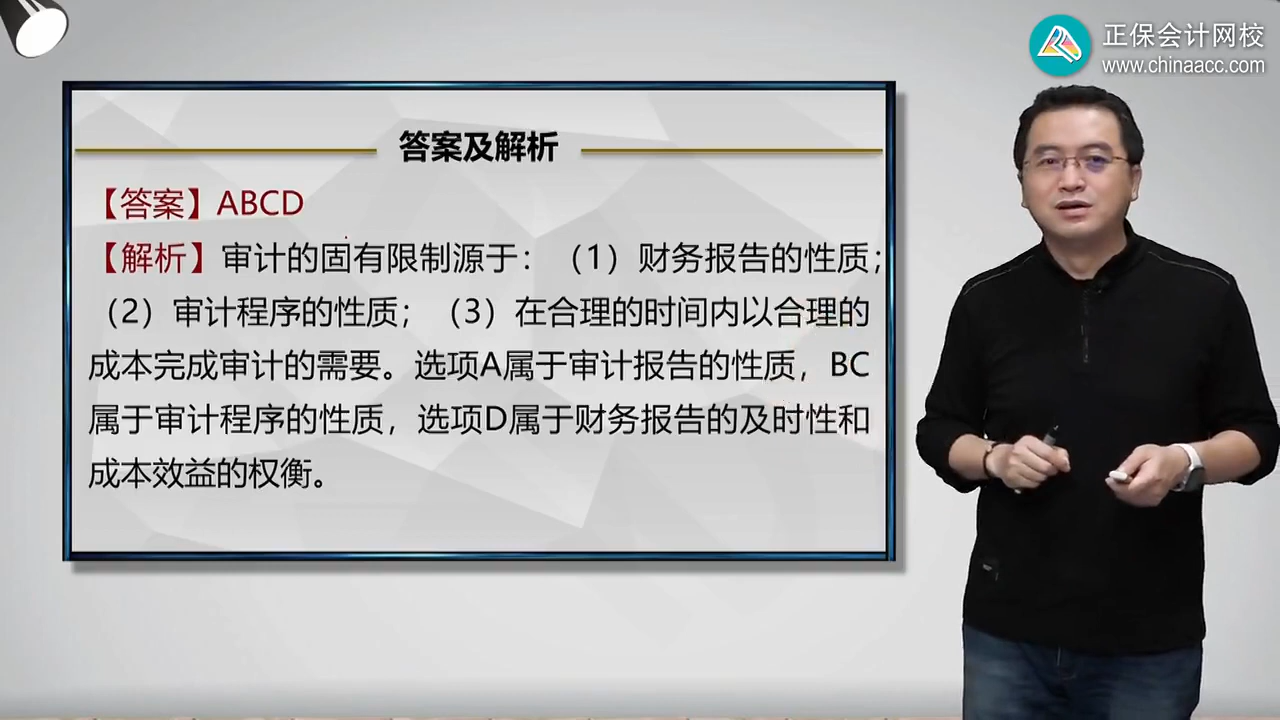 正保会计网校
www.chinaacc.com
答案及解析
【答案】ABCD
【解析】审计的固有限制源于：（1）财务报告的性质；
（2）审计程序的性质；（3）在合理的时间内以合理的
成本完成审计的需要。选项A属于审计报告的性质，BC
属于审计程序的性质，选项D属于财务报告的及时性和
成本效益的权衡。